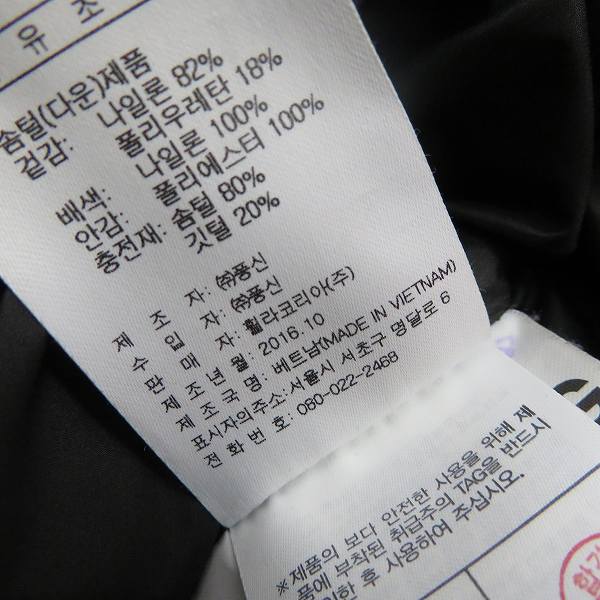 유 조
솜털(다운)제품
겉감: 나일론 82%
폴리우레탄 18%
배색: 나일론 100%
안감: 폴리에스터 100%
충전재: 솜털 80%
깃털 20%
제 조 자: ㈜풍신
수 입 자: ㈜풍신
판 매 자: 휠라코리아(주)
제 조 년 월: 2016.10
제 조 국 명: 베트남(MADE IN VIETNAM)
표시자의주소: 서울시 서초구 명달로 6
전 화 번 호: 080-022-2468
※제품의 보다 안전한 사용을 위해 제
품에 부착된 취급주의 TAG을 반드시
인한 후 사용하여 주십시오.